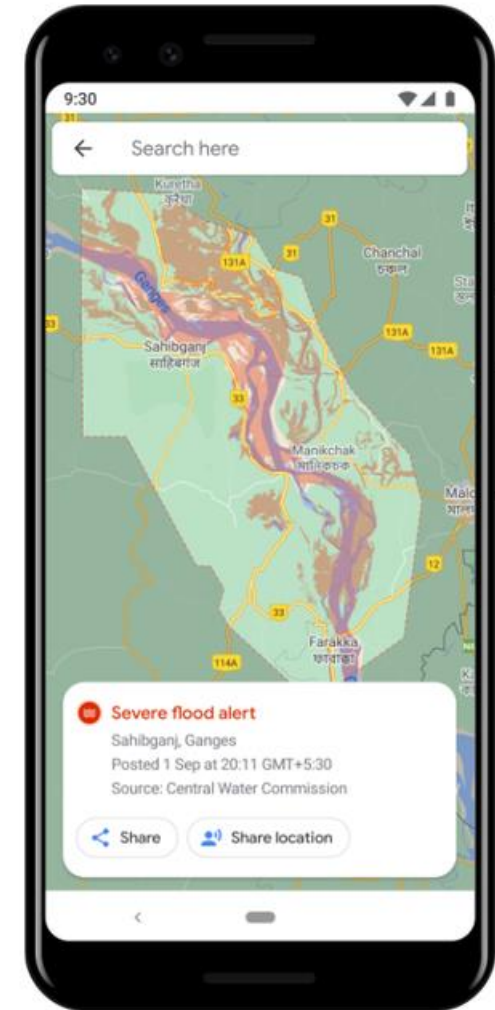 9:30
31
Search here
Kuretha
कुरैथा
31
131A
31
Chanchal
চাঁচল
Ganges
33
131A
131A
Sahibganj
साहिबगंज
33
Manikchak
মানিকচক
12
33
Farakka
ফারাক্কা
114A
Severe flood alert
Sahibganj, Ganges
Posted 1 Sep at 20:11 GMT+5:30
Source: Central Water Commission
Share
Share location